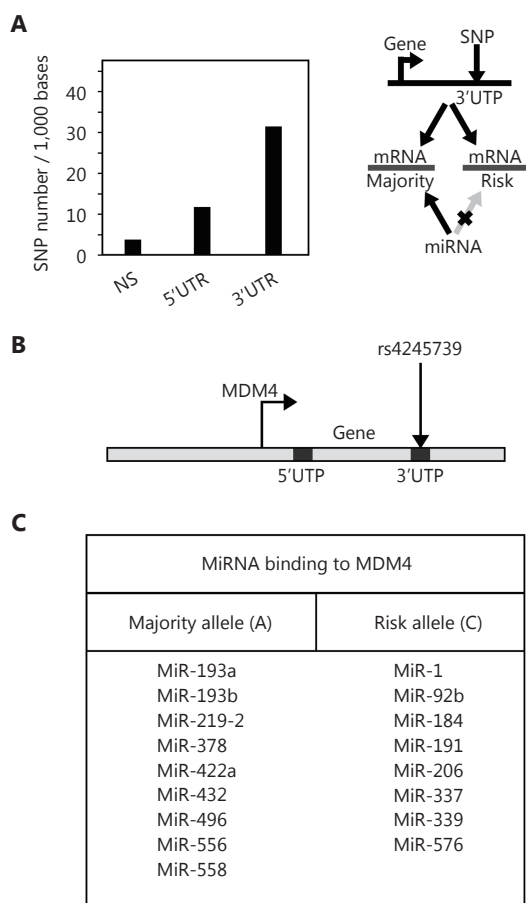 A
SNP number / 1,000 bases
40
30
20
10
0
NS
5'UTR
3'UTR
Gene
SNP
3'UTP
mRNA
Majority
mRNA
Risk
miRNA
B
rs4245739
MDM4
Gene
5'UTP
3'UTP
C
MiRNA binding to MDM4
Majority allele (A)
Risk allele (C)
MiR-193a
MiR-1
MiR-193b
MiR-92b
MiR-219-2
MiR-184
MiR-378
MiR-191
MiR-422a
MiR-206
MiR-432
MiR-337
MiR-496
MiR-339
MiR-556
MiR-576
MiR-558